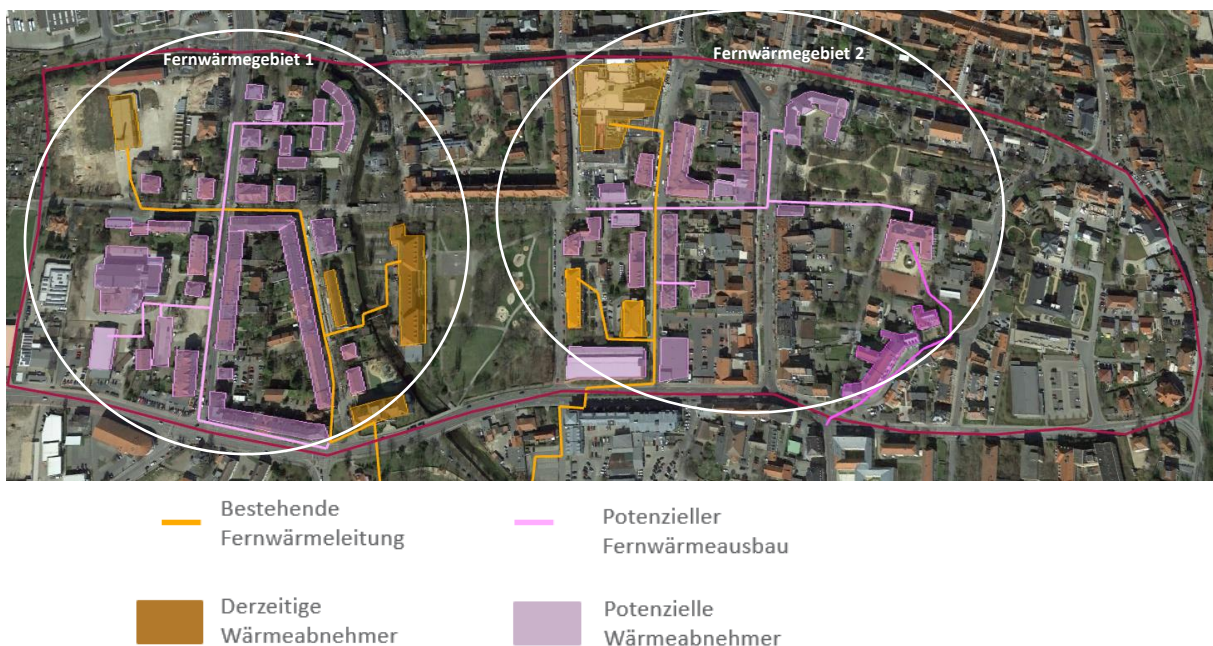 Fernwärmegebiet 1
Fernwärmegebiet 2
Bestehende
Fernwärmeleitung
Potenzieller
Fernwärmeausbau
Derzeitige
Wärmeabnehmer
Potenzielle
Wärmeabnehmer